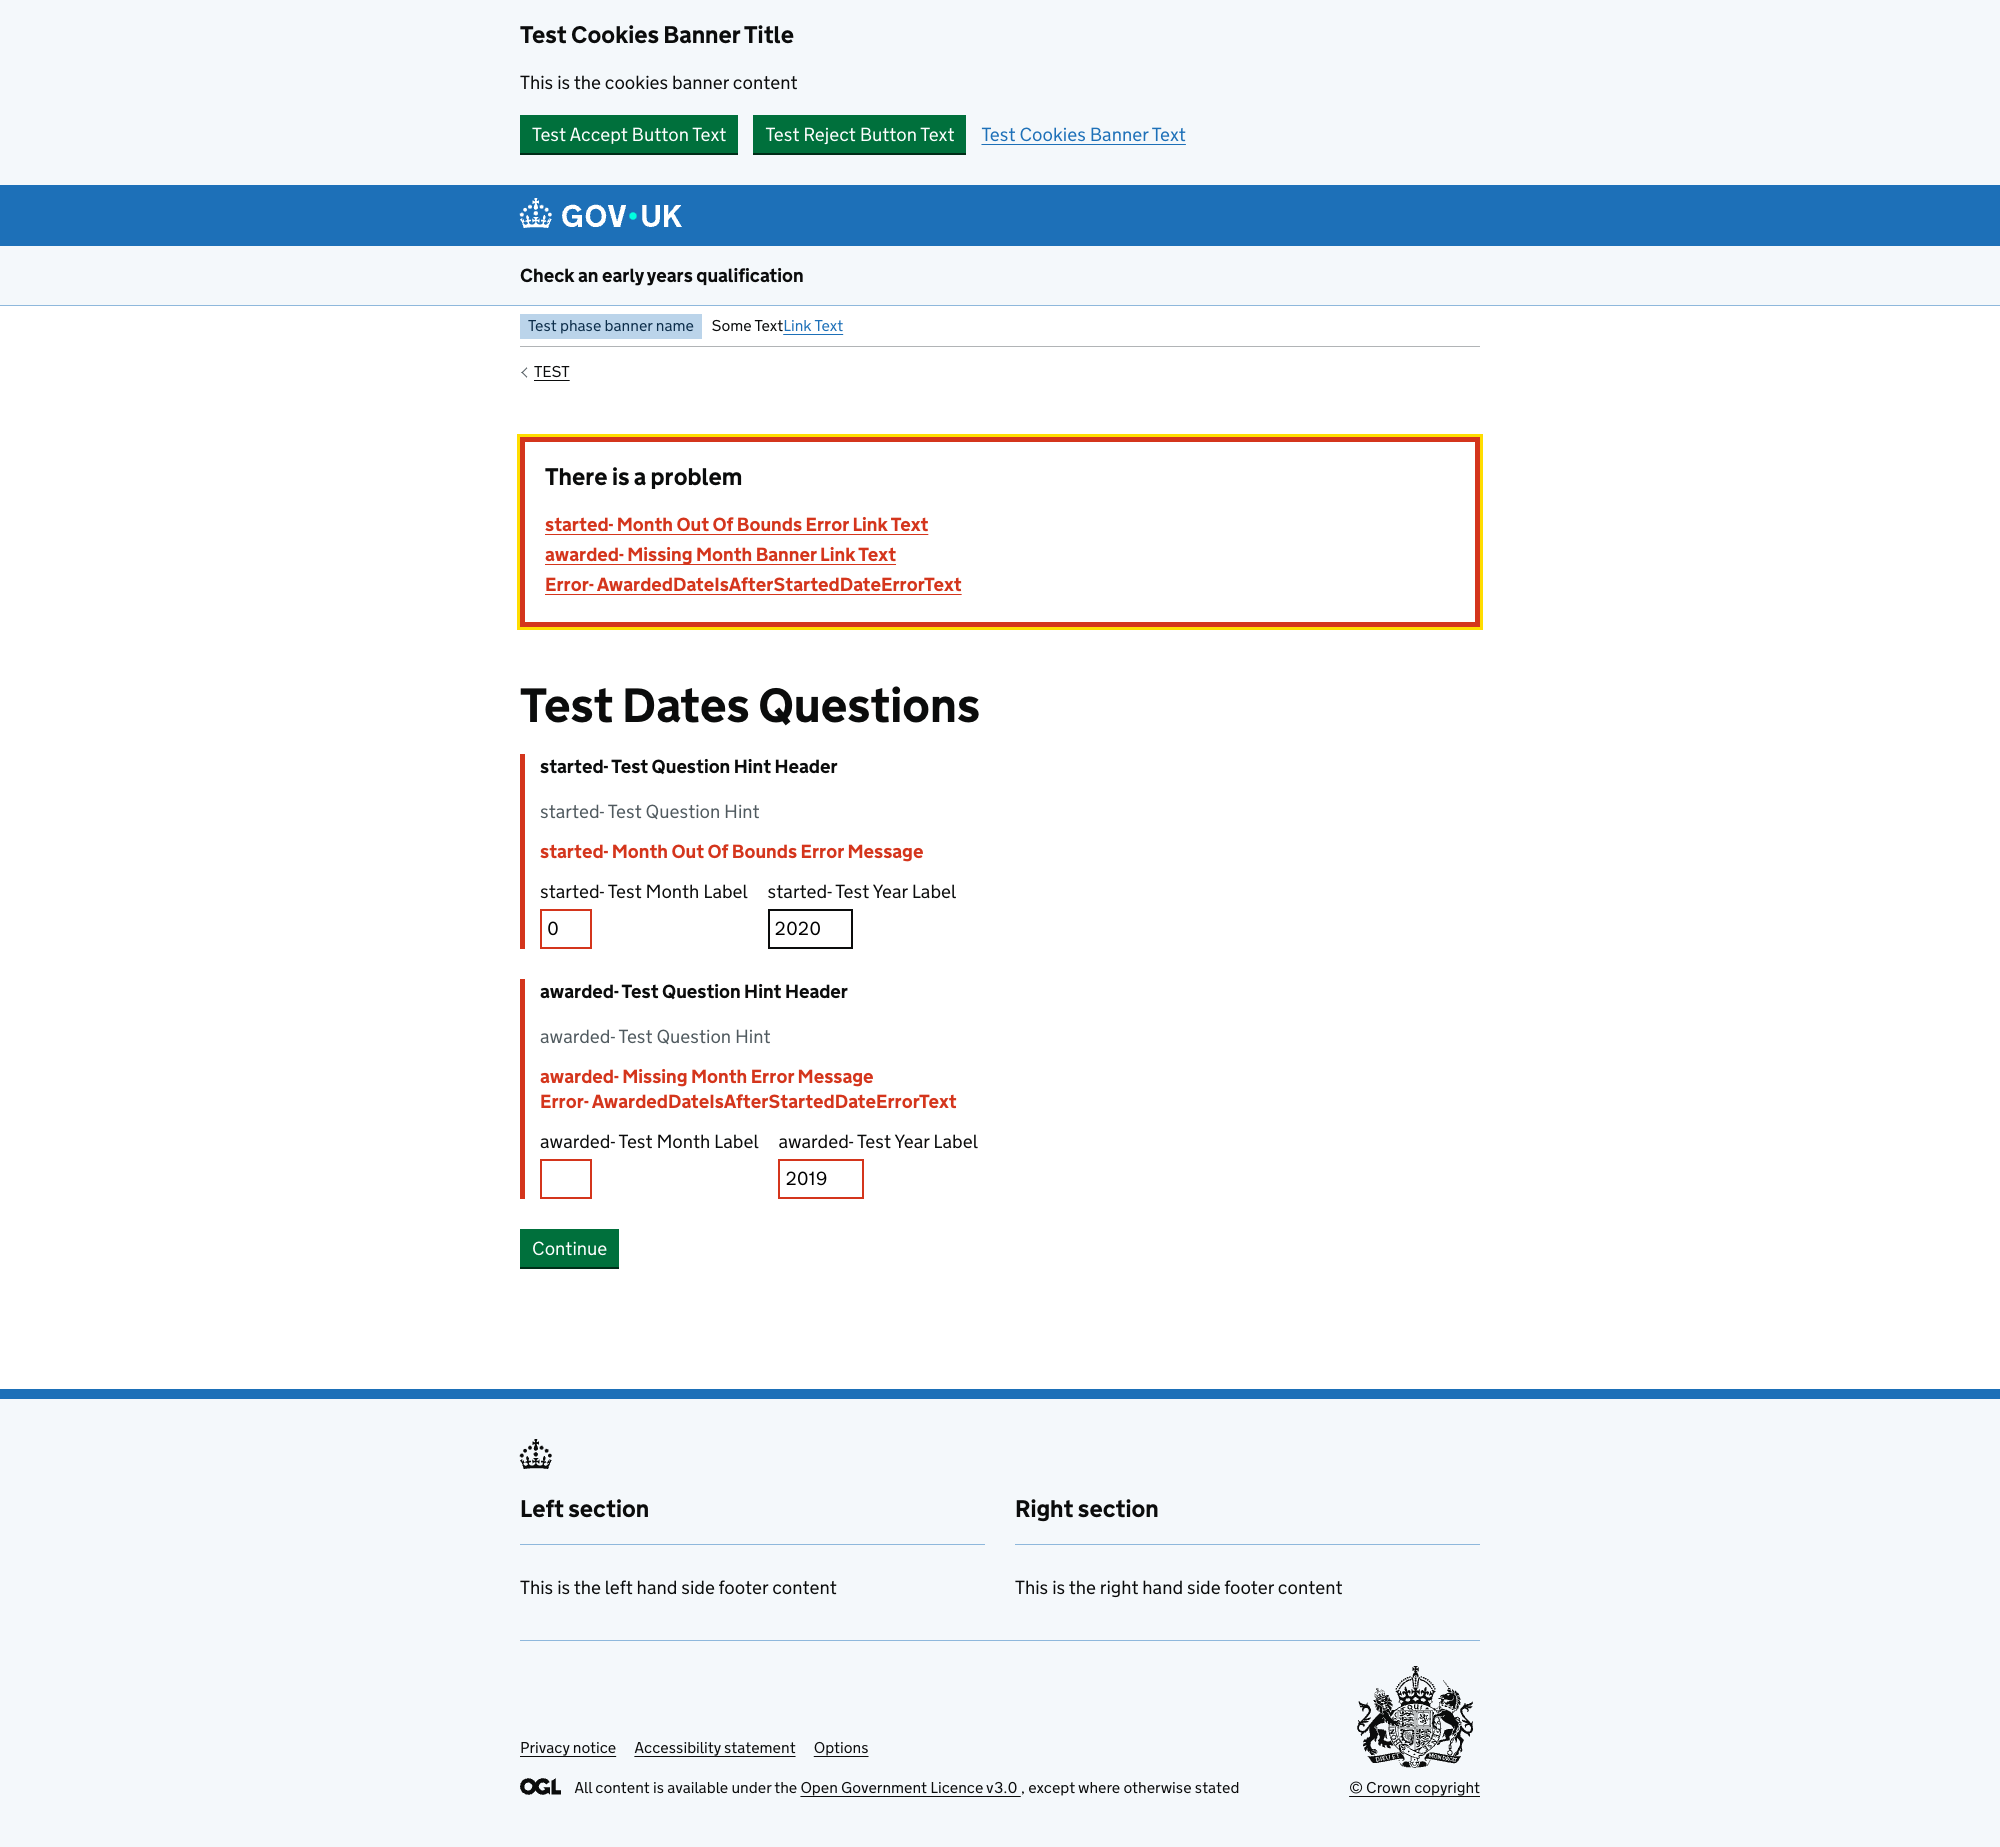 Test Cookies Banner Title
This is the cookies banner content
Test Accept Button Text Test Reject Button Text Test Cookies Banner Text
GOV·UK
Check an early years qualification
Test phase banner name Some TextLink Text
TEST
There is a problem
started- Month Out Of Bounds Error Link Text
awarded- Missing Month Banner Link Text
Error- AwardedDateIsAfterStartedDateErrorText
Test Dates Questions
started- Test Question Hint Header
started- Test Question Hint
started- Month Out Of Bounds Error Message
started- Test Month Label started- Test Year Label
0 2020
awarded- Test Question Hint Header
awarded- Test Question Hint
awarded- Missing Month Error Message
Error- AwardedDateIsAfterStartedDateErrorText
awarded- Test Month Label awarded- Test Year Label
2019
Continue
Left section Right section
This is the left hand side footer content This is the right hand side footer content
Privacy notice Accessibility statement Options
OGL All content is available under the Open Government Licence v3.0 , except where otherwise stated © Crown copyright